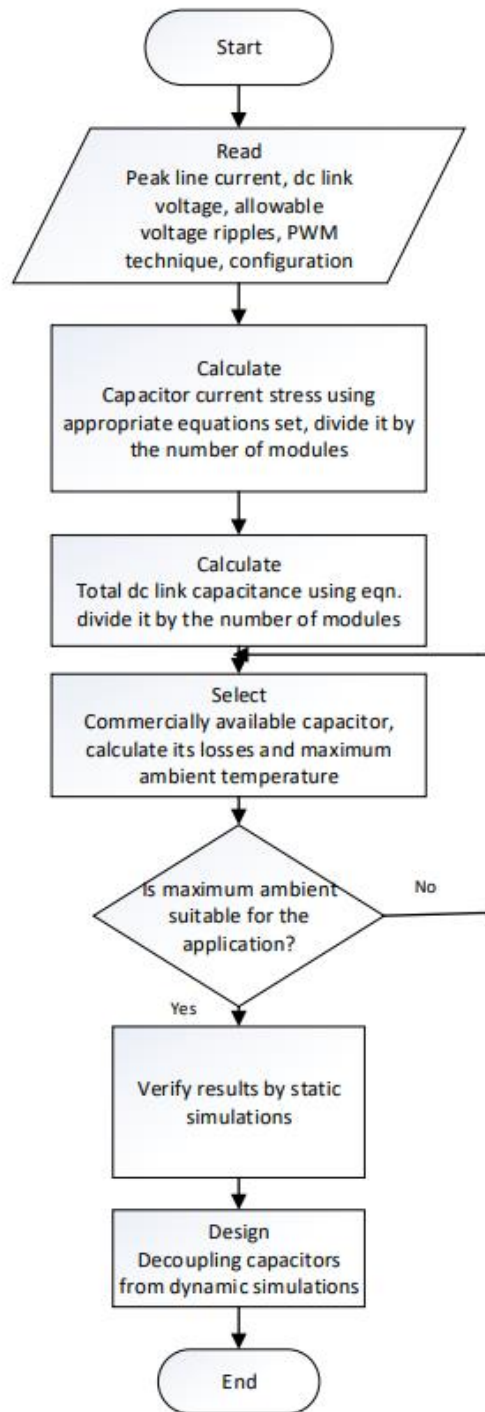 Start
Read
Peak line current, dc link
voltage, allowable
voltage ripples, PWM
technique, configuration
Calculate
Capacitor current stress using
appropriate equations set, divide it by
the number of modules
Calculate
Total dc link capacitance using eqn.
divide it by the number of modules
Select
Commercially available capacitor,
calculate its losses and maximum
ambient temperature
Is maximum ambient
suitable for the
application?
No
Yes
Verify results by static
simulations
Design
Decoupling capacitors
from dynamic simulations
End